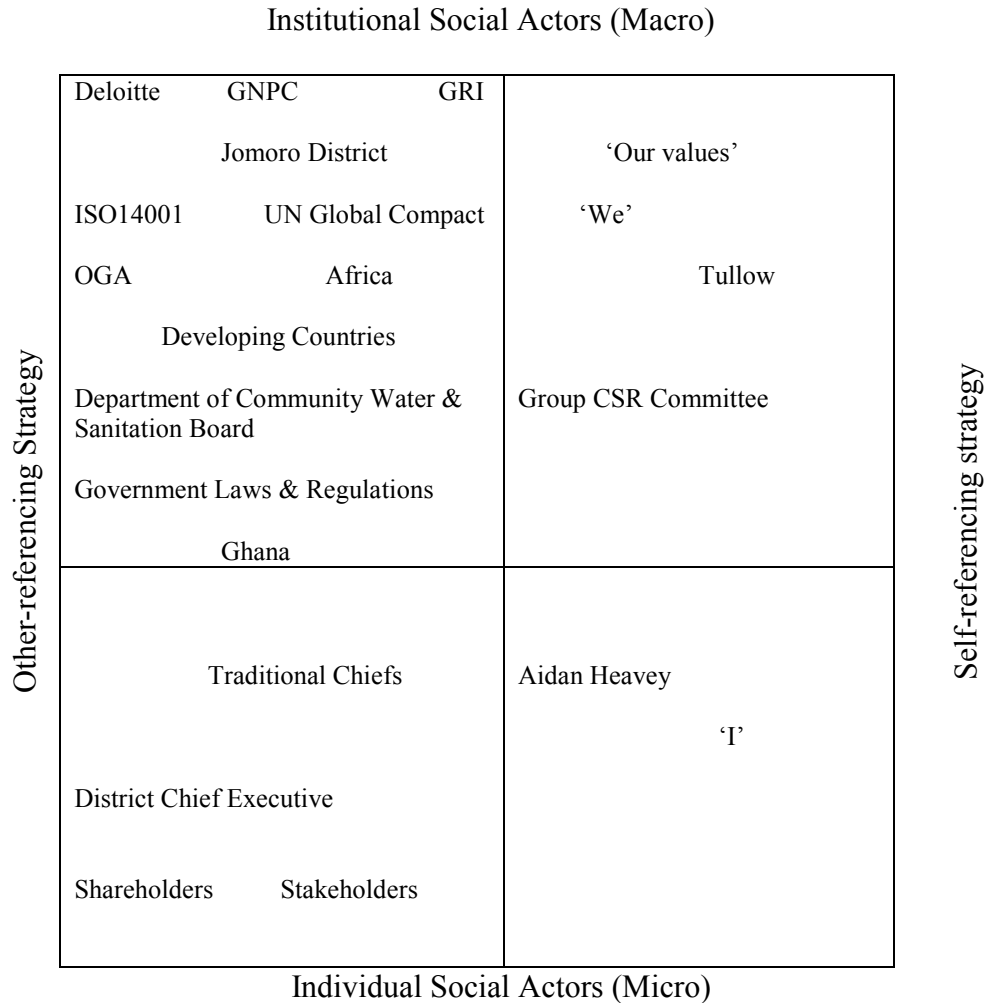 Institutional Social Actors (Macro)
Other-referencing Strategy
Deloitte GNPC GRI
Jomoro District
ISO14001 UN Global Compact
OGA Africa
Developing Countries
Department of Community Water &
Sanitation Board
Government Laws & Regulations
Ghana
‘Our values’
‘We’
Tullow
Group CSR Committee
Traditional Chiefs
District Chief Executive
Shareholders Stakeholders
Aidan Heavey
‘I’
Self-referencing strategy
Individual Social Actors (Micro)